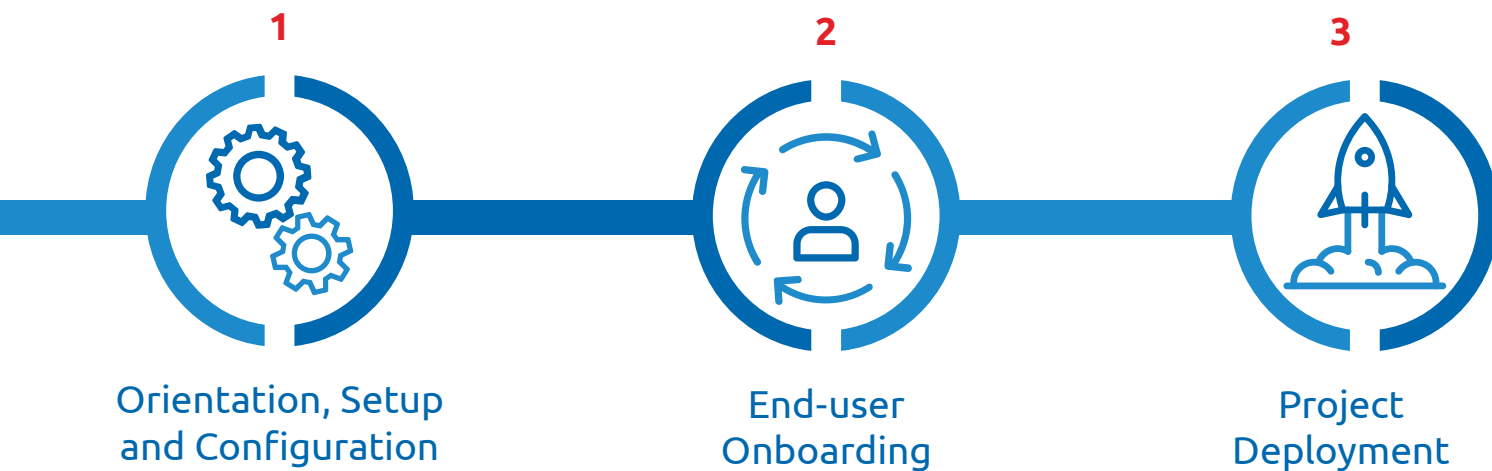 1
2
3
Orientation, Setup
and Configuration
End-user
Onboarding
Project
Deployment